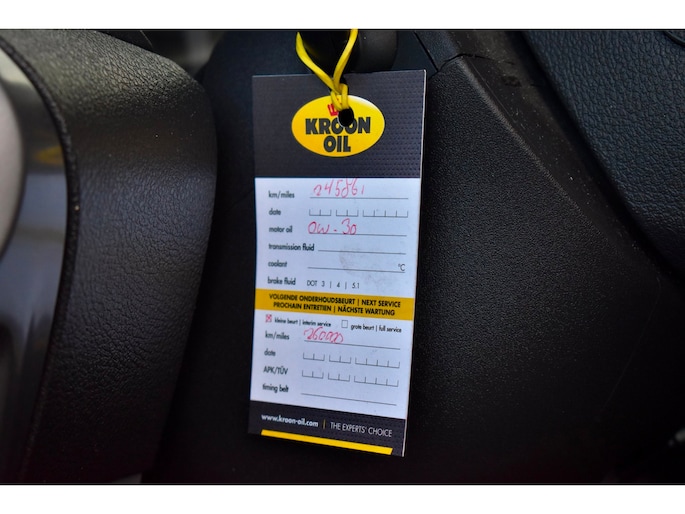 KROON
OIL
km/miles 245861
date
motor oil 0W-30
transmission fluid
coolant °C
brake fluid DOT 3 | 4 | 5.1
VOLGENDE ONDERHOUDSBEURT | NEXT SERVICE
PROCHAIN ENTRETIEN | NÄCHSTE WARTUNG
kleine beurt | interim service grote beurt | full service
km/miles
date
APK/TÜV
timing belt
www.kroon-oil.com | THE EXPERTS' CHOICE